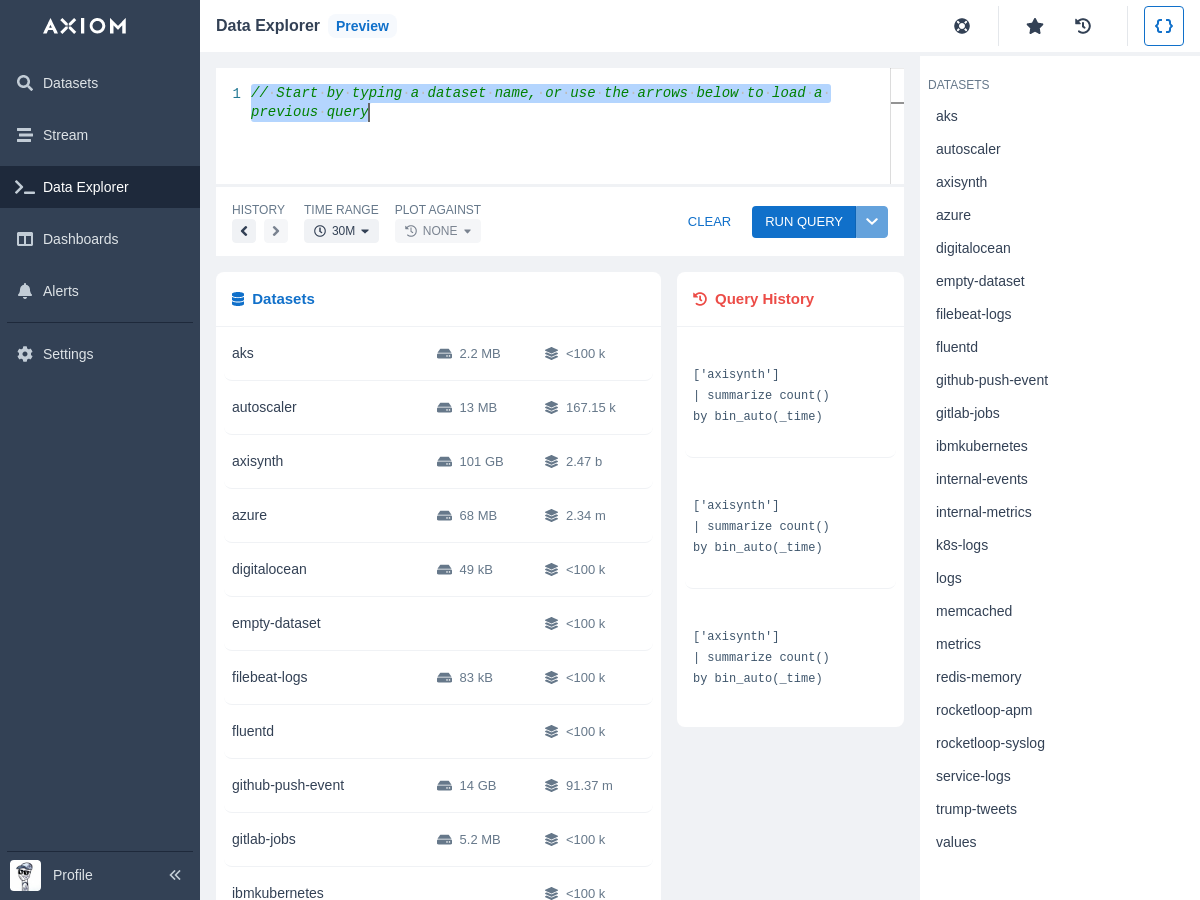 AXIOM
Datasets
Stream
Data Explorer
Dashboards
Alerts
Settings
Profile
Data Explorer Preview
1 // Start by typing a dataset name, or use the arrows below to load a
previous query
HISTORY TIME RANGE PLOT AGAINST
30M NONE CLEAR RUN QUERY
Datasets
aks 2.2 MB <100 k
autoscaler 13 MB 167.15 k
axisynth 101 GB 2.47 b
azure 68 MB 2.34 m
digitalocean 49 kB <100 k
empty-dataset <100 k
filebeat-logs 83 kB <100 k
fluentd <100 k
github-push-event 14 GB 91.37 m
gitlab-jobs 5.2 MB <100 k
ibmkubernetes <100 k
Query History
['axisynth']
| summarize count()
by bin_auto(_time)
['axisynth']
| summarize count()
by bin_auto(_time)
['axisynth']
| summarize count()
by bin_auto(_time)
DATASETS
aks
autoscaler
axisynth
azure
digitalocean
empty-dataset
filebeat-logs
fluentd
github-push-event
gitlab-jobs
ibmkubernetes
internal-events
internal-metrics
k8s-logs
logs
memcached
metrics
redis-memory
rocketloop-apm
rocketloop-syslog
service-logs
trump-tweets
values